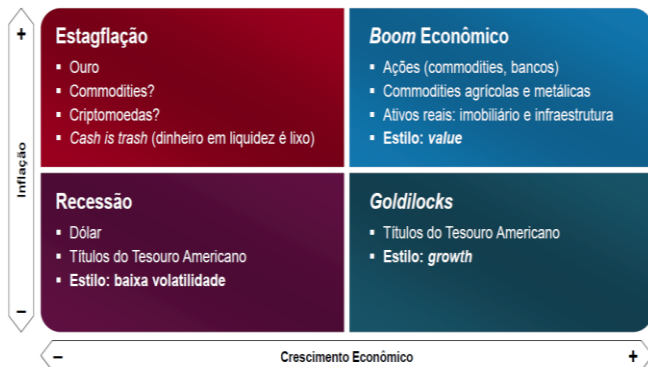 +
Inflação
–
Estagflação
▪ Ouro
▪ Commodities?
▪ Criptomoedas?
▪ Cash is trash (dinheiro em liquidez é lixo)
Boom Econômico
▪ Ações (commodities, bancos)
▪ Commodities agrícolas e metálicas
▪ Ativos reais: imobiliário e infraestrutura
▪ Estilo: value
Recessão
▪ Dólar
▪ Títulos do Tesouro Americano
▪ Estilo: baixa volatilidade
Goldilocks
▪ Títulos do Tesouro Americano
▪ Estilo: growth
– Crescimento Econômico +